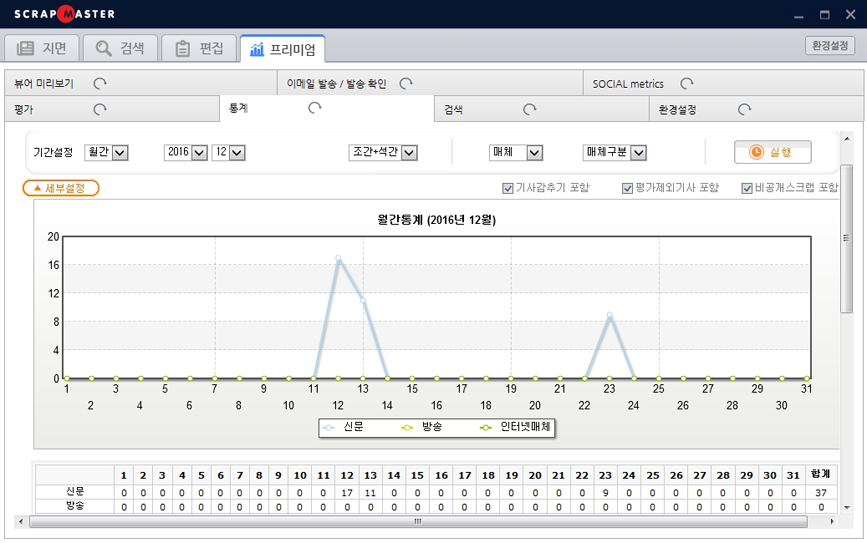 SCRAPMASTER
지면 검색 편집 프리미엄 환경설정
뷰어 미리보기 이메일 발송 / 발송 확인 SOCIAL metrics
평가 통계 검색 환경설정
기간설정 월간 2016 12 조간+석간 매체 매체구분 실행
세부설정 기사감추기 포함 평가제외기사 포함 비공개스크랩 포함
월간통계 (2016년 12월)
20
16
12
8
4
0
1 3 5 7 9 11 13 15 17 19 21 23 25 27 29 31
2 4 6 8 10 12 14 16 18 20 22 24 26 28 30
신문 방송 인터넷매체
1 2 3 4 5 6 7 8 9 10 11 12 13 14 15 16 17 18 19 20 21 22 23 24 25 26 27 28 29 30 31 합계
신문 0 0 0 0 0 0 0 0 0 0 0 17 11 0 0 0 0 0 0 0 0 0 9 0 0 0 0 0 0 0 0 37
방송 0 0 0 0 0 0 0 0 0 0 0 0 0 0 0 0 0 0 0 0 0 0 0 0 0 0 0 0 0 0 0 0